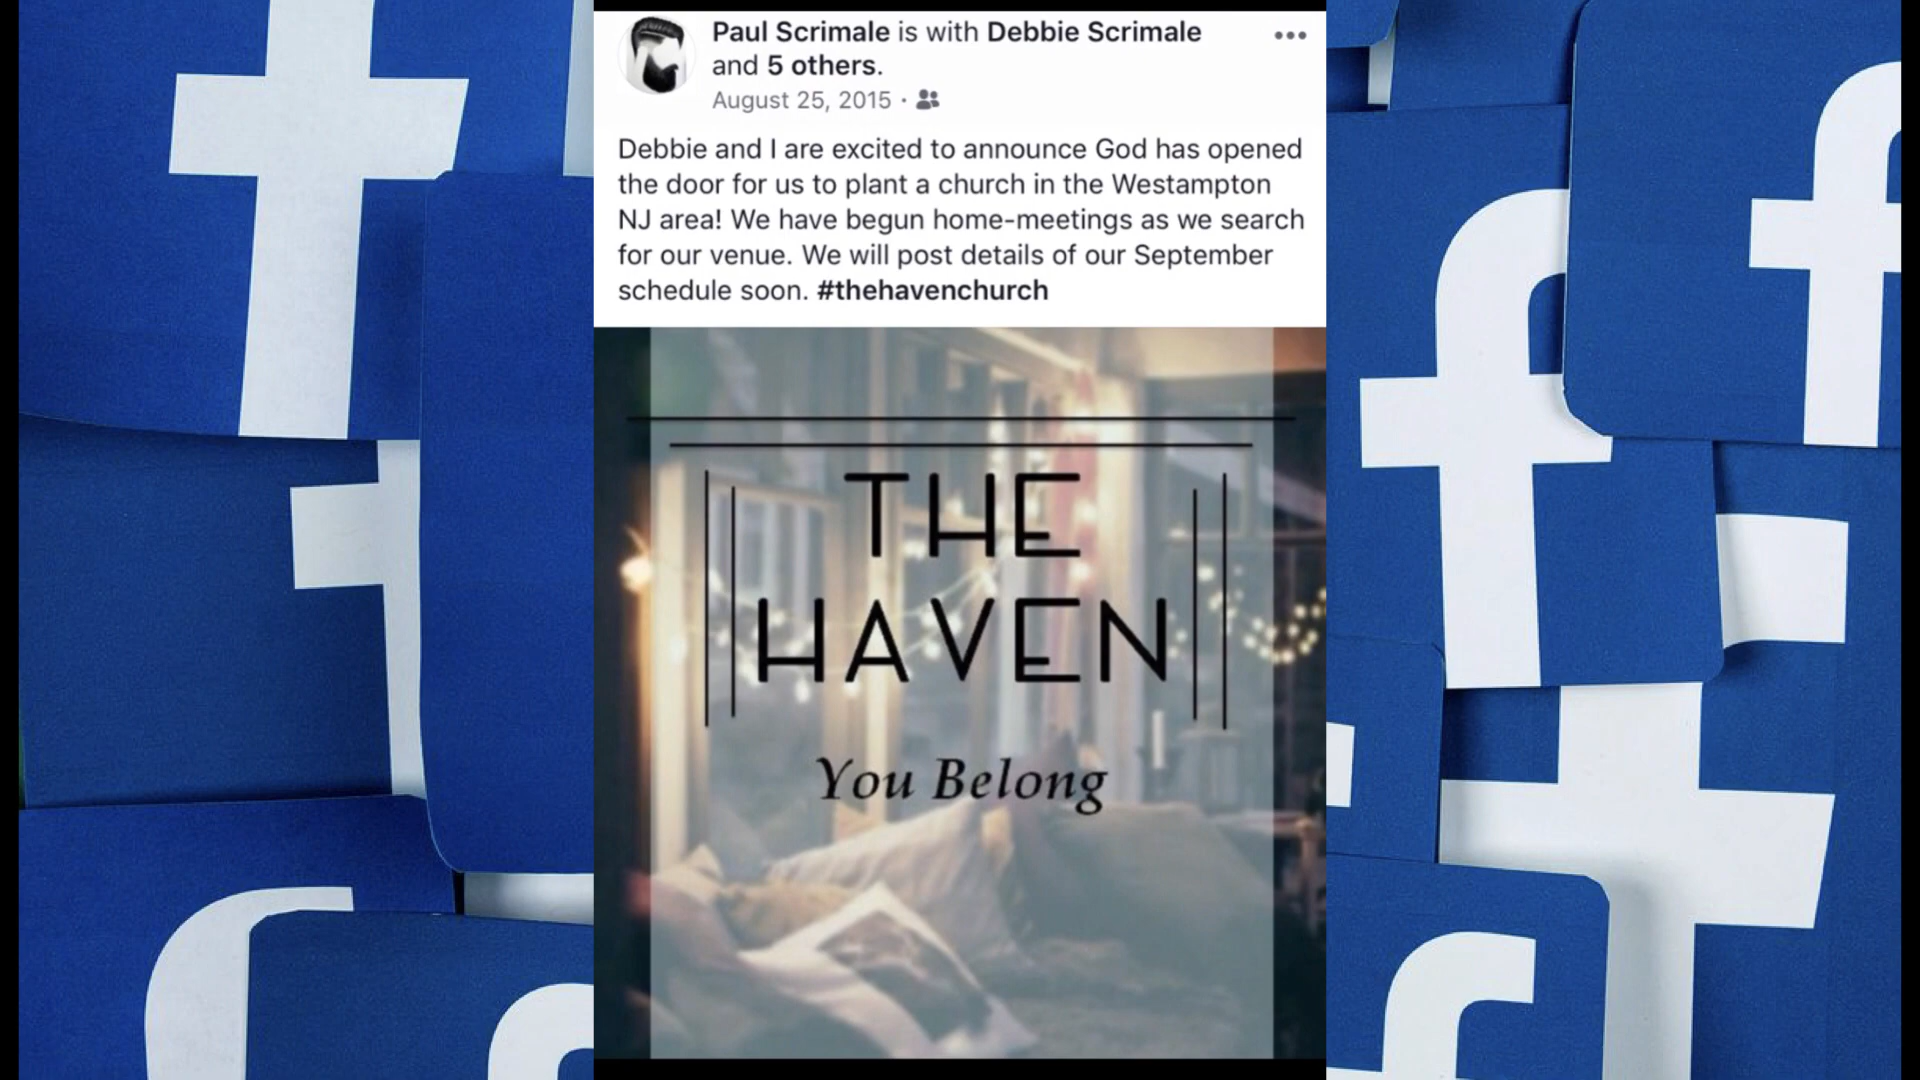 Paul Scrimale is with Debbie Scrimale
and 5 others.
August 25, 2015 ·
Debbie and I are excited to announce God has opened
the door for us to plant a church in the Westampton
NJ area! We have begun home-meetings as we search
for our venue. We will post details of our September
schedule soon. #thehavenchurch
THE
HAVEN
You Belong